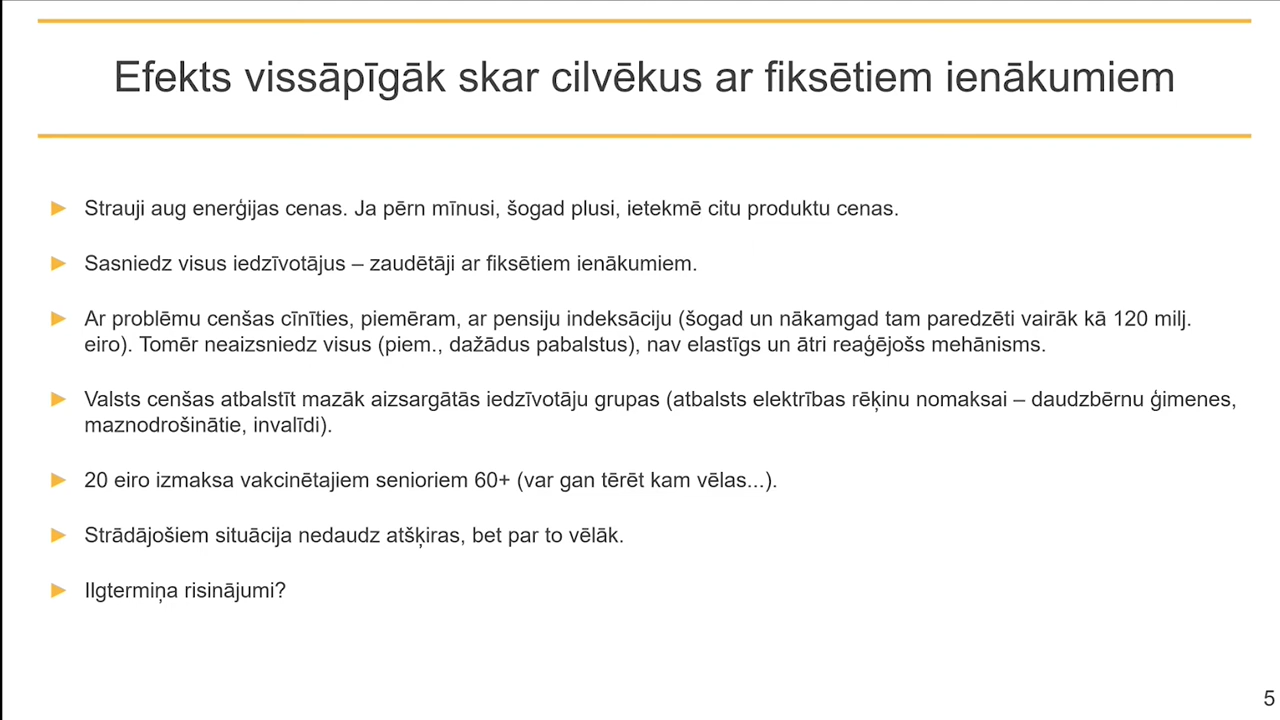 Efekts vissāpīgāk skar cilvēkus ar fiksētiem ienākumiem
Strauji aug enerģijas cenas. Ja pērn mīnusi, šogad plusi, ietekmē citu produktu cenas.
Sasniedz visus iedzīvotājus – zaudētāji ar fiksētiem ienākumiem.
Ar problēmu cenšas cīnīties, piemēram, ar pensiju indeksāciju (šogad un nākamgad tam paredzēti vairāk kā 120 milj.
eiro). Tomēr neaizsniedz visus (piem., dažādus pabalstus), nav elastīgs un ātri reaģējošs mehānisms.
Valsts cenšas atbalstīt mazāk aizsargātās iedzīvotāju grupas (atbalsts elektrības rēķinu nomaksai – daudzbērnu ģimenes,
maznodrošinātie, invalīdi).
20 eiro izmaksa vakcinētajiem senioriem 60+ (var gan tērēt kam vēlas...).
Strādājošiem situācija nedaudz atšķiras, bet par to vēlāk.
Ilgtermiņa risinājumi?
5